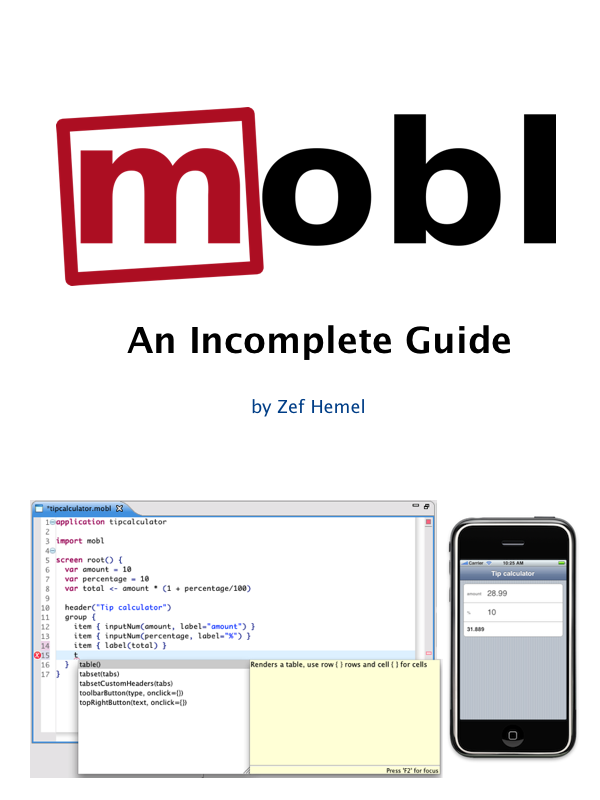 mobl
An Incomplete Guide
by Zef Hemel
*tipcalculator.mobl
1 application tipcalculator
2
3 import mobl
4
5 screen root() {
6 var amount = 10
7 var percentage = 10
8 var total <- amount * (1 + percentage/100)
9
10 header("Tip calculator")
11 group {
12 item { inputNum(amount, label="amount") }
13 item { inputNum(percentage, label="%") }
14 item { label(total) }
15 t
16 }
17 }
table()
tabset(tabs)
tabsetCustomHeaders(tabs)
toolbarButton(type, onclick={})
topRightButton(text, onclick={})
Renders a table, use row { } rows and cell { } for cells
Press 'F2' for focus
Carrier 10:25 AM
Tip calculator
amount 28.99
% 10
31.889